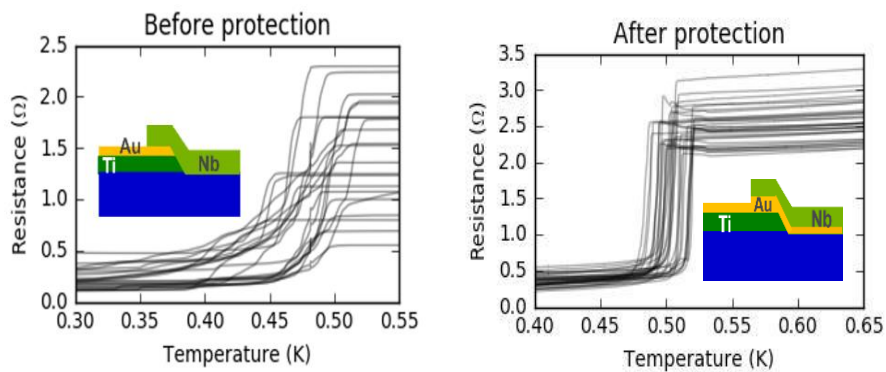 Before protection
2.5
2.0
1.5
1.0
0.5
0.0
Resistance (Ω)
Au
Ti
Nb
0.30 0.35 0.40 0.45 0.50 0.55
Temperature (K)
After protection
3.5
3.0
2.5
2.0
1.5
1.0
0.5
0.0
Resistance (Ω)
Au
Ti
Nb
0.40 0.45 0.50 0.55 0.60 0.65
Temperature (K)